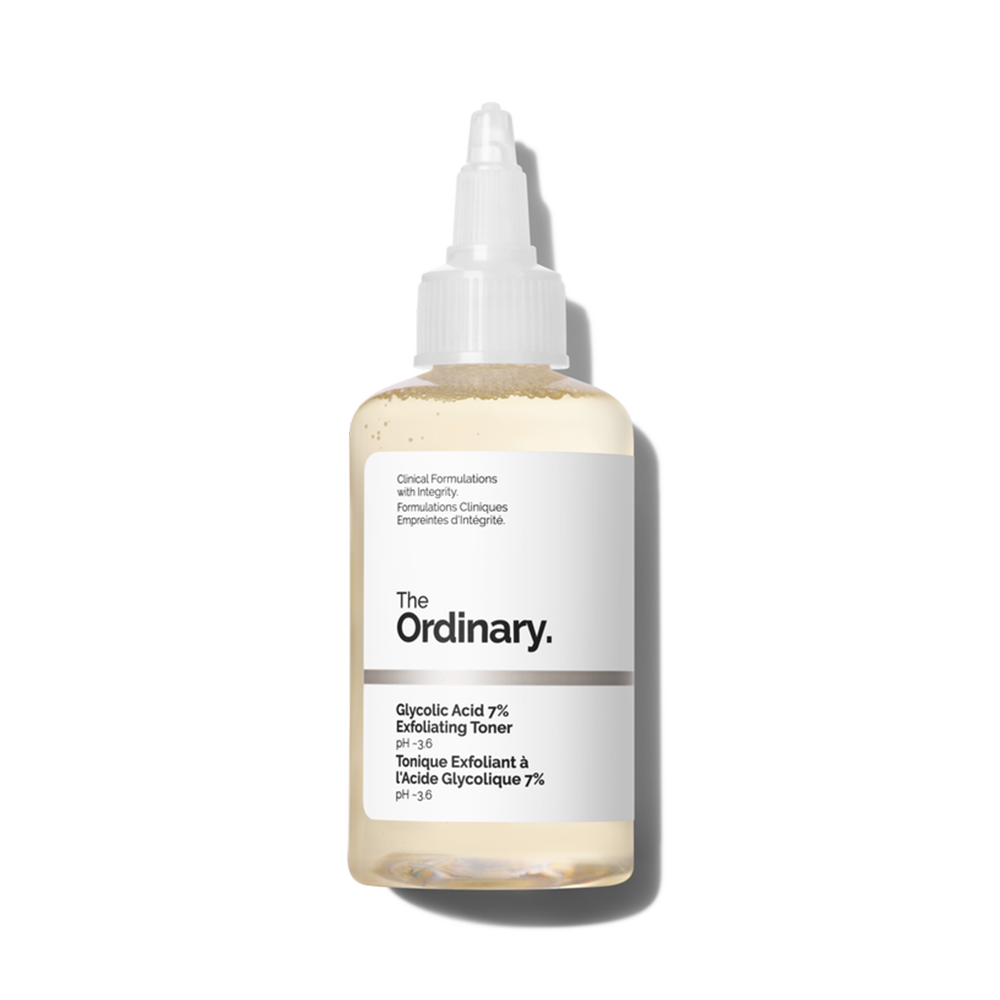 Clinical Formulations
with Integrity.
Formulations Cliniques
Empreintes d'Intégrité.
The
Ordinary.
Glycolic Acid 7%
Exfoliating Toner
pH ~3.6
Tonique Exfoliant à
l'Acide Glycolique 7%
pH ~3.6